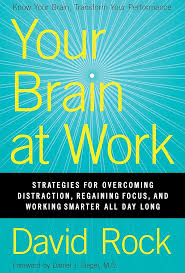 Know Your Brain, Transform Your Performance
Your
Brain
at Work
STRATEGIES FOR OVERCOMING
DISTRACTION, REGAINING FOCUS, AND
WORKING SMARTER ALL DAY LONG
David Rock
Foreword by Daniel J. Siegel, M.D.